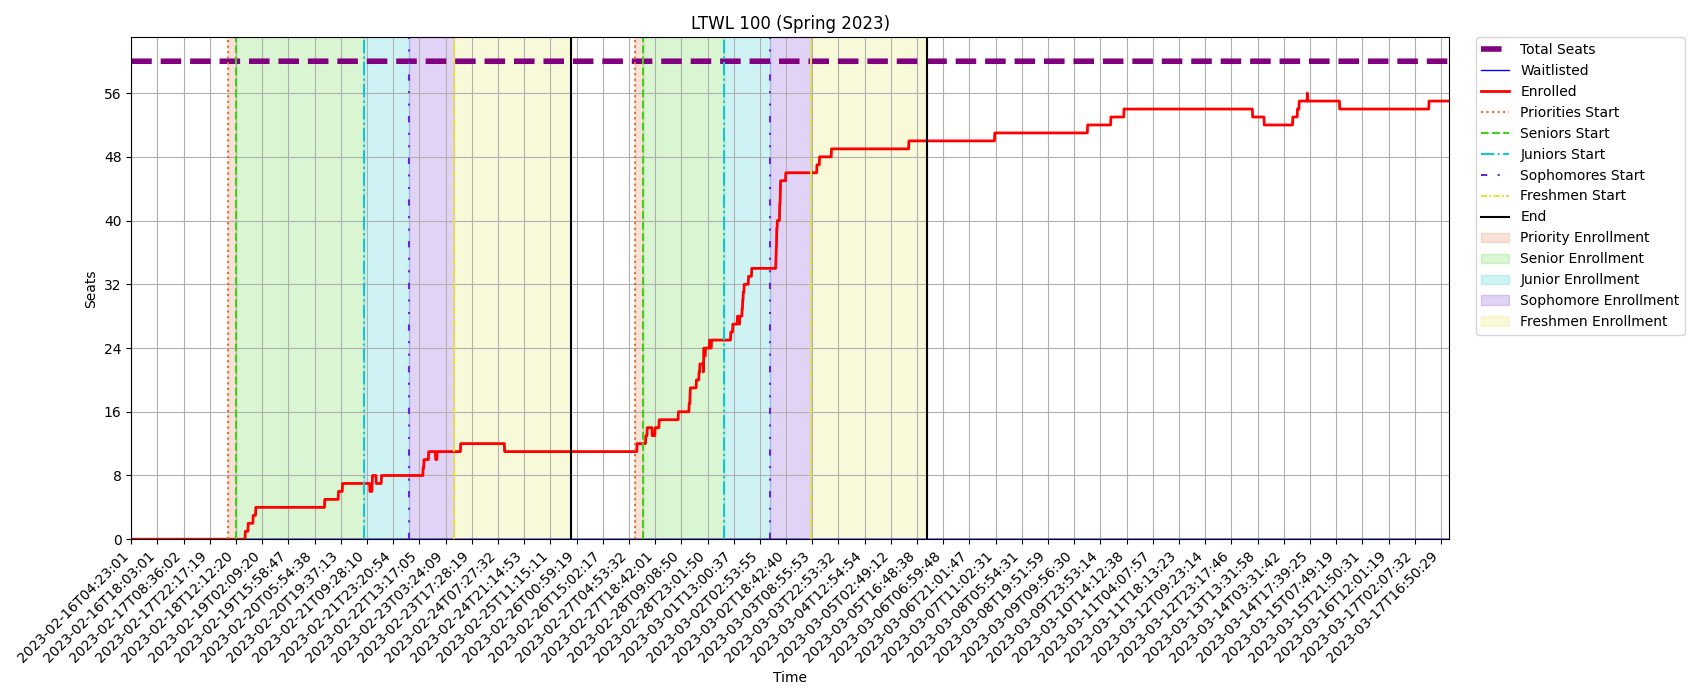 LTWL 100 (Spring 2023)
Seats
56
48
40
32
24
16
8
0
2023-02-16T04:23:01
2023-02-16T18:03:01
2023-02-17T08:36:02
2023-02-17T22:17:19
2023-02-18T12:12:20
2023-02-19T02:09:20
2023-02-19T15:58:47
2023-02-20T05:54:38
2023-02-20T19:37:13
2023-02-21T09:28:10
2023-02-21T23:20:54
2023-02-22T13:17:05
2023-02-23T03:24:09
2023-02-23T17:28:19
2023-02-24T07:27:32
2023-02-24T21:14:53
2023-02-25T11:15:11
2023-02-26T00:59:19
2023-02-26T15:02:17
2023-02-27T04:53:32
2023-02-27T18:42:01
2023-02-28T09:08:50
2023-02-28T23:01:50
2023-03-01T13:00:37
2023-03-02T02:53:55
2023-03-02T18:42:40
2023-03-03T08:55:53
2023-03-03T22:53:32
2023-03-04T12:54:54
2023-03-05T02:49:12
2023-03-05T16:48:38
2023-03-06T06:59:48
2023-03-06T21:01:47
2023-03-07T11:02:31
2023-03-08T05:54:31
2023-03-08T19:51:59
2023-03-09T09:56:30
2023-03-09T23:53:14
2023-03-10T14:12:38
2023-03-11T04:07:57
2023-03-11T18:13:23
2023-03-12T09:23:14
2023-03-12T23:17:46
2023-03-13T13:31:58
2023-03-14T03:31:42
2023-03-14T17:39:25
2023-03-15T07:49:19
2023-03-15T21:50:31
2023-03-16T12:01:19
2023-03-17T02:07:32
2023-03-17T16:50:29
Time
Total Seats
Waitlisted
Enrolled
Priorities Start
Seniors Start
Juniors Start
Sophomores Start
Freshmen Start
End
Priority Enrollment
Senior Enrollment
Junior Enrollment
Sophomore Enrollment
Freshmen Enrollment